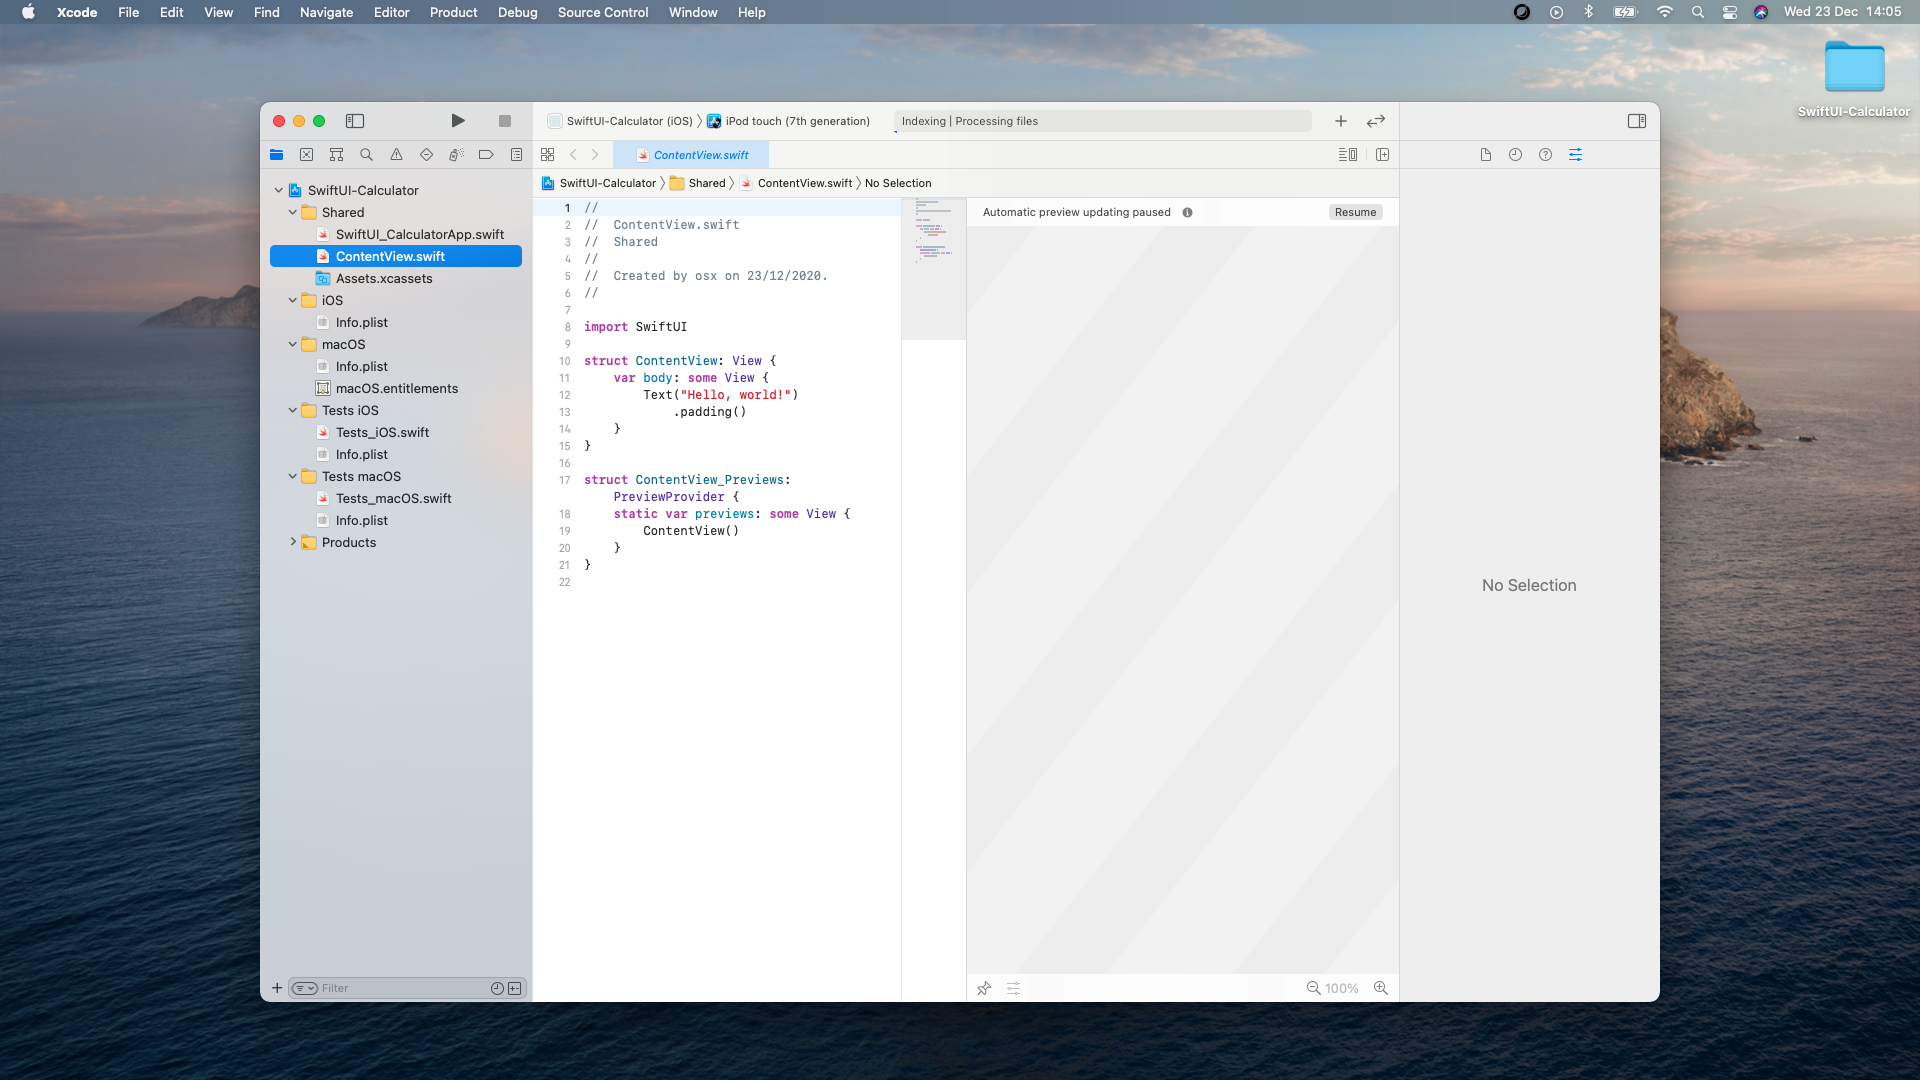 Xcode File Edit View Find Navigate Editor Product Debug Source Control Window Help
Wed 23 Dec 14:05
SwiftUI-Calculator
SwiftUI-Calculator (iOS) iPod touch (7th generation)
Indexing | Processing files
ContentView.swift
SwiftUI-Calculator Shared ContentView.swift No Selection
SwiftUI-Calculator
Shared
SwiftUI_CalculatorApp.swift
ContentView.swift
Assets.xcassets
iOS
Info.plist
macOS
Info.plist
macOS.entitlements
Tests iOS
Tests_iOS.swift
Info.plist
Tests macOS
Tests_macOS.swift
Info.plist
Products
Filter
1 //
2 //  ContentView.swift
3 //  Shared
4 //
5 //  Created by osx on 23/12/2020.
6 //
7
8 import SwiftUI
9
10 struct ContentView: View {
11     var body: some View {
12         Text("Hello, world!")
13             .padding()
14     }
15 }
16
17 struct ContentView_Previews:
PreviewProvider {
18     static var previews: some View {
19         ContentView()
20     }
21 }
22
Automatic preview updating paused
Resume
100%
No Selection